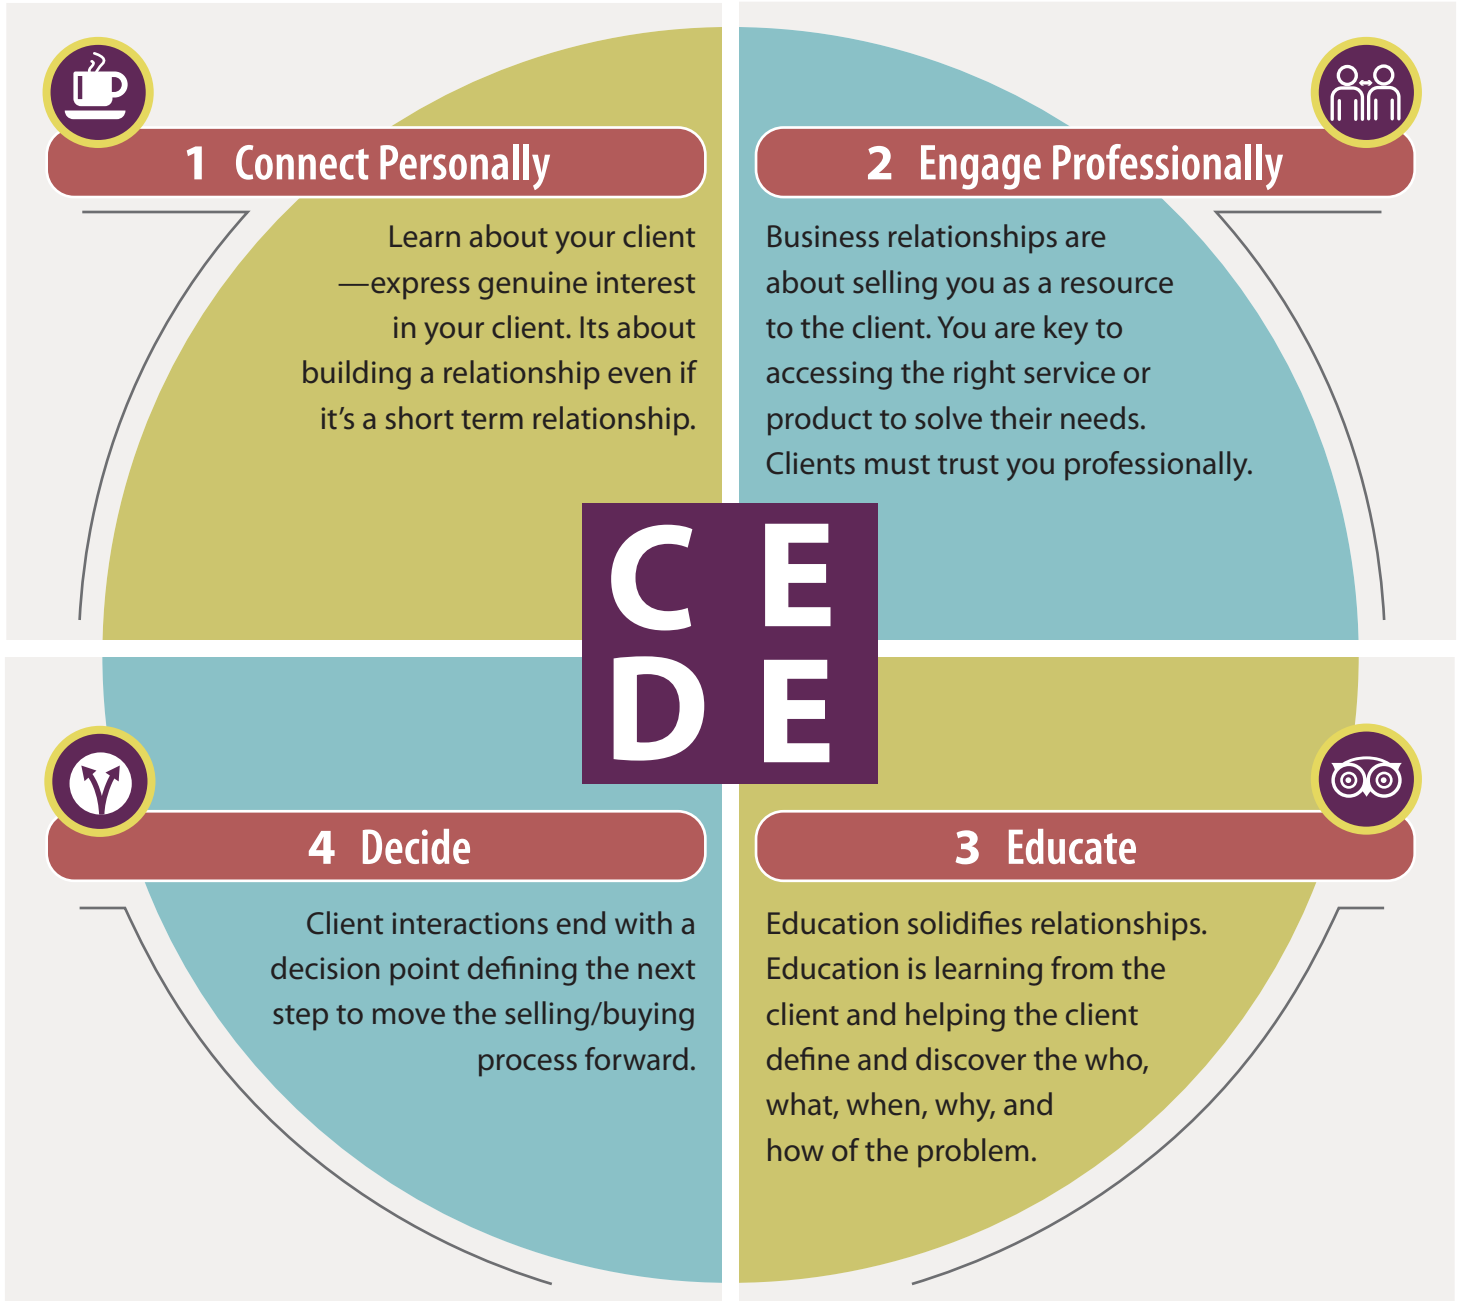 1 Connect Personally
Learn about your client
—express genuine interest
in your client. Its about
building a relationship even if
it's a short term relationship.
2 Engage Professionally
Business relationships are
about selling you as a resource
to the client. You are key to
accessing the right service or
product to solve their needs.
Clients must trust you professionally.
C E
D E
4 Decide
Client interactions end with a
decision point defining the next
step to move the selling/buying
process forward.
3 Educate
Education solidifies relationships.
Education is learning from the
client and helping the client
define and discover the who,
what, when, why, and
how of the problem.